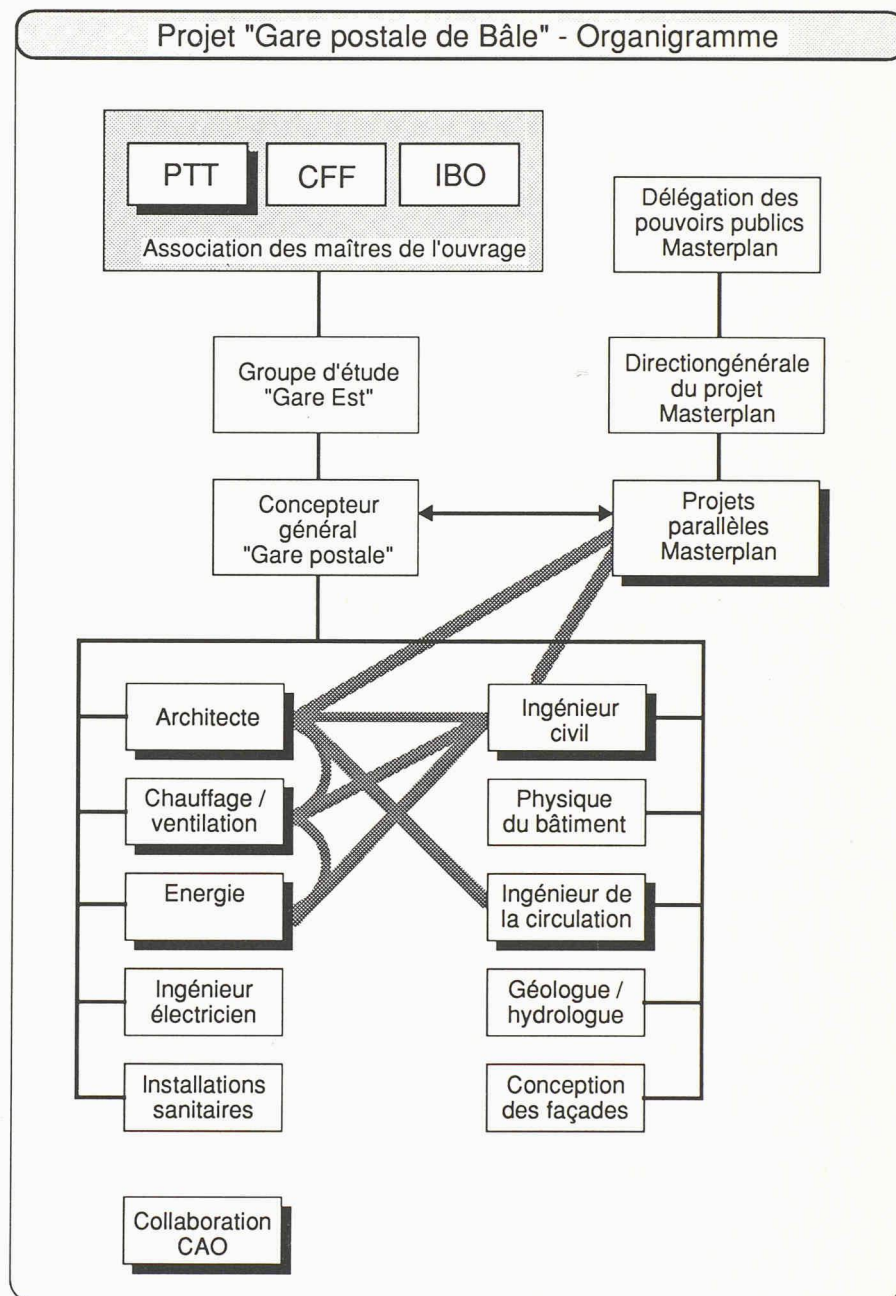 Projet "Gare postale de Bâle" - Organigramme
PTT
CFF
IBO
Association des maîtres de l'ouvrage
Délégation des
pouvoirs publics
Masterplan
Groupe d'étude
"Gare Est"
Directiongénérale
du projet
Masterplan
Concepteur
général
"Gare postale"
Projets
parallèles
Masterplan
Architecte
Ingénieur
civil
Chauffage /
ventilation
Physique
du bâtiment
Energie
Ingénieur de
la circulation
Ingénieur
électricien
Géologue /
hydrologue
Installations
sanitaires
Conception
des façades
Collaboration
CAO